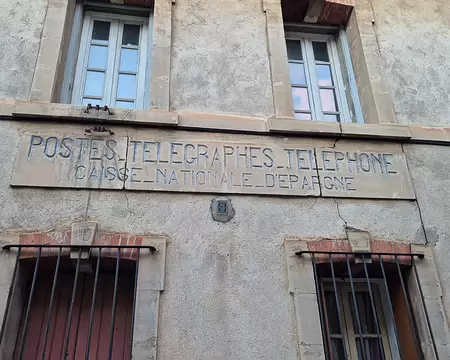 POSTES_TELEGRAPHES_TELEPHONE
CAISSE_NATIONALE_D'EPARGNE